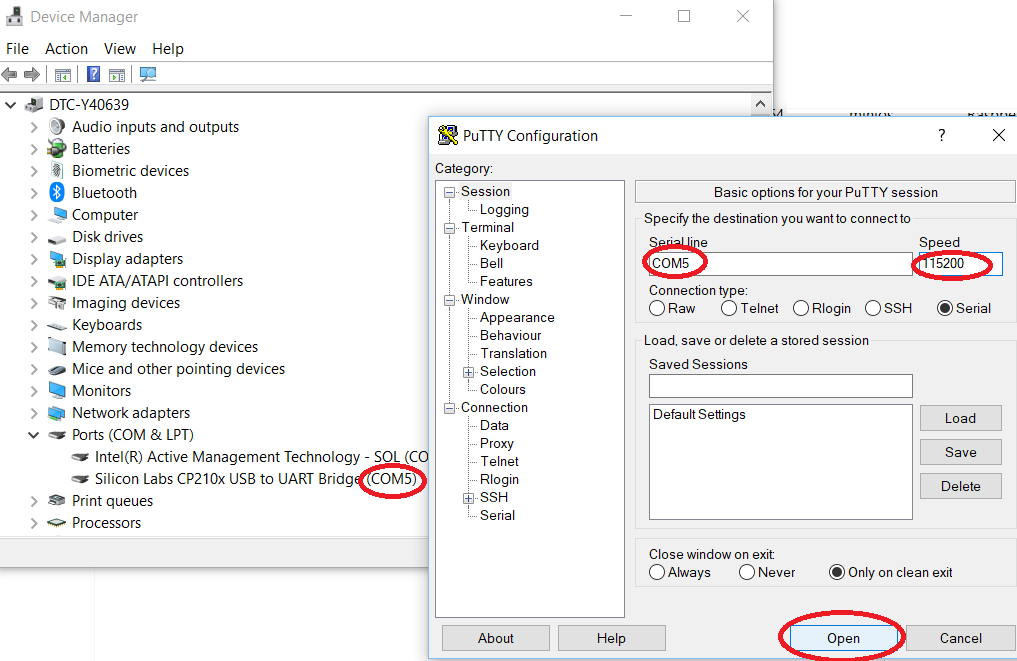 Device Manager
File Action View Help
DTC-Y40639
Audio inputs and outputs
Batteries
Biometric devices
Bluetooth
Computer
Disk drives
Display adapters
IDE ATA/ATAPI controllers
Imaging devices
Keyboards
Memory technology devices
Mice and other pointing devices
Monitors
Network adapters
Ports (COM & LPT)
Intel(R) Active Management Technology - SOL (CO
Silicon Labs CP210x USB to UART Bridge (COM5)
Print queues
Processors
PuTTY Configuration
?
Category:
Session
Logging
Terminal
Keyboard
Bell
Features
Window
Appearance
Behaviour
Translation
Selection
Colours
Connection
Data
Proxy
Telnet
Rlogin
SSH
Serial
Basic options for your PuTTY session
Specify the destination you want to connect to
Serial line Speed
COM5 115200
Connection type:
Raw Telnet Rlogin SSH Serial
Load, save or delete a stored session
Saved Sessions
Default Settings
Load
Save
Delete
Close window on exit:
Always Never Only on clean exit
About Help Open Cancel